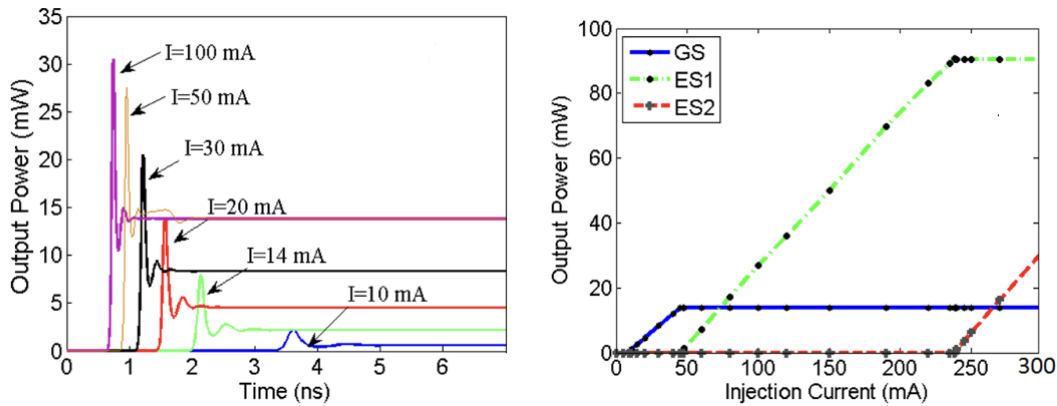 35
30
25
20
15
10
5
0
Output Power (mW)
I=100 mA
I=50 mA
I=30 mA
I=20 mA
I=14 mA
I=10 mA
0 1 2 3 4 5 6
Time (ns)
100
80
60
40
20
0
Output Power (mW)
GS
ES1
ES2
0 50 100 150 200 250 300
Injection Current (mA)